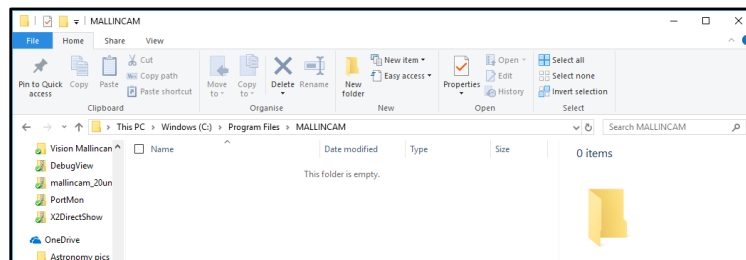 MALLINCAM
File Home Share View
Pin to Quick access
Copy
Paste
Cut
Copy path
Paste shortcut
Clipboard
Move to
Copy to
Delete
Rename
Organise
New folder
New item
Easy access
New
Properties
Open
Edit
History
Open
Select all
Select none
Invert selection
Select
This PC > Windows (C:) > Program Files > MALLINCAM
Search MALLINCAM
Vision Mallincan
DebugView
mallincam_20un
PortMon
X2DirectShow
OneDrive
Astronomy pics
Name Date modified Type Size
This folder is empty.
0 items